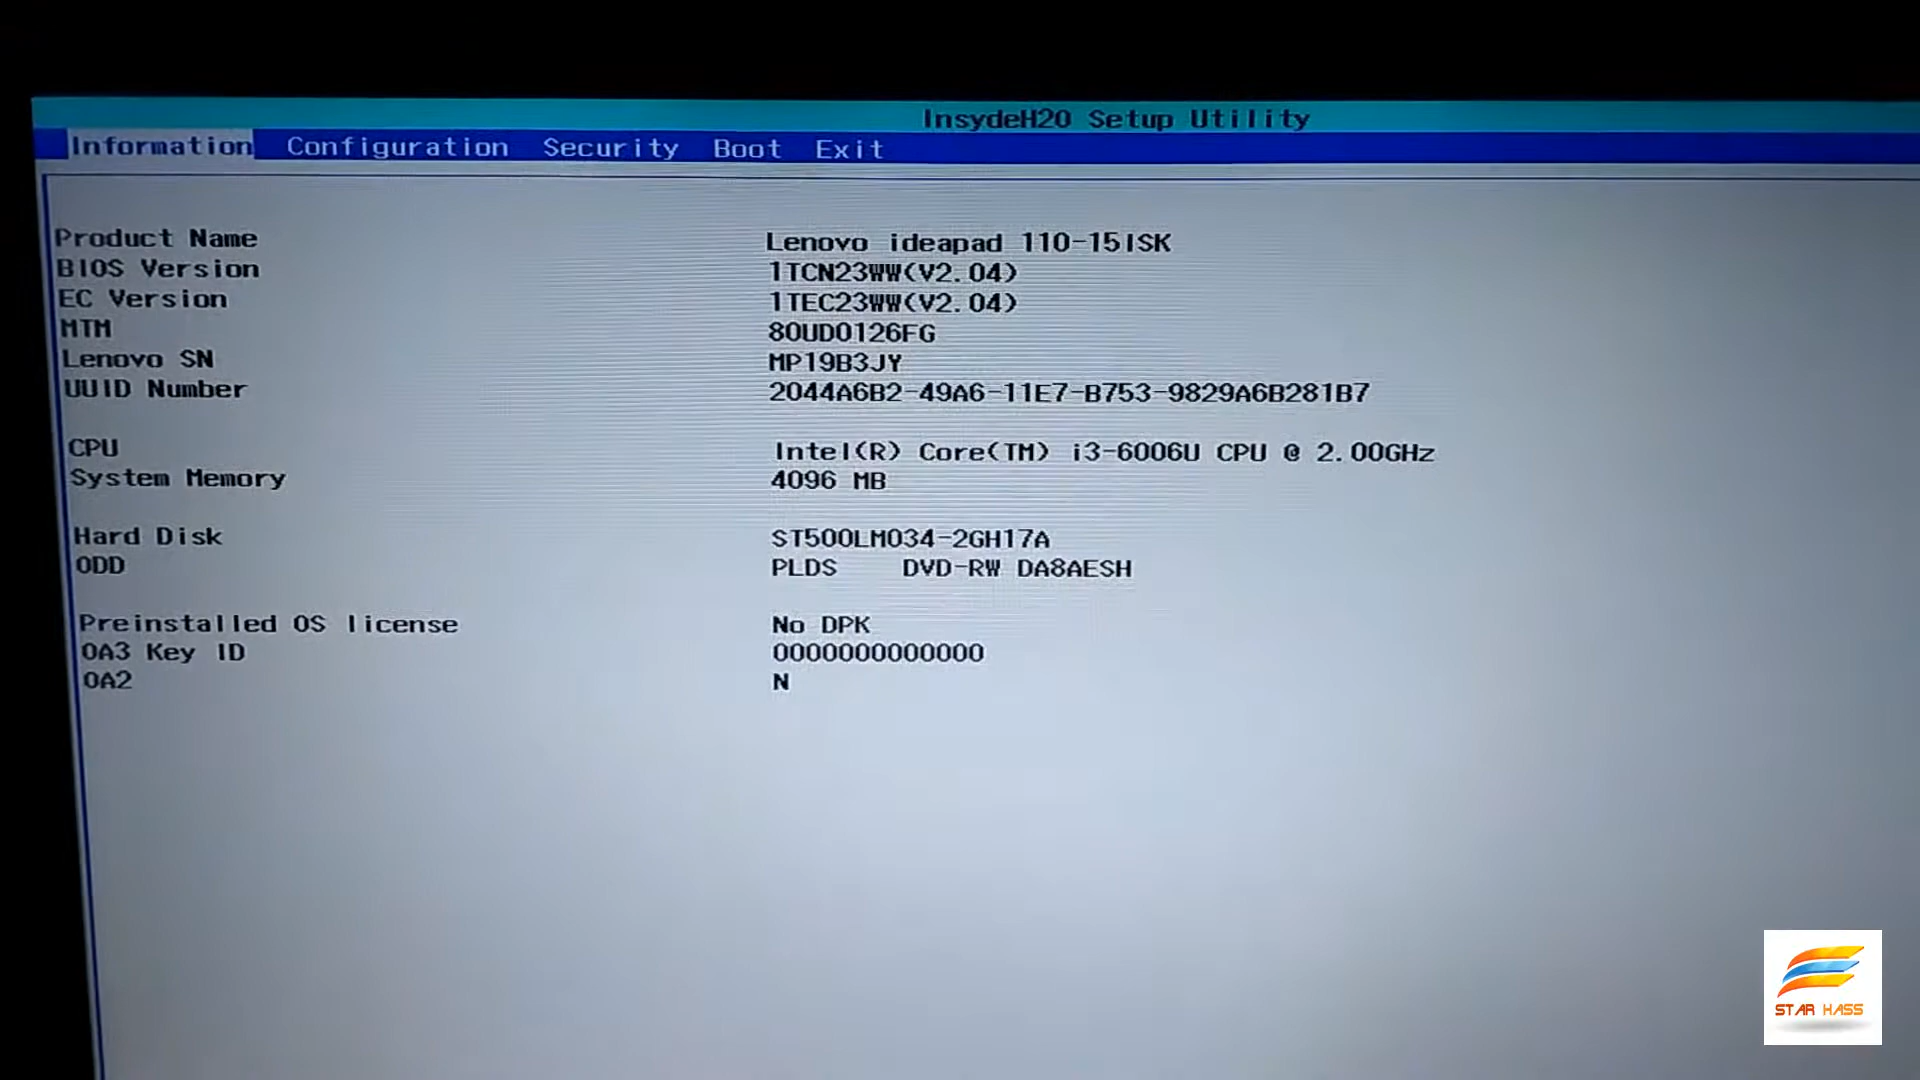 InsydeH20 Setup Utility
Information Configuration Security Boot Exit
Product Name Lenovo ideapad 110-15ISK
BIOS Version 1TCN23WW(V2.04)
EC Version 1TEC23WW(V2.04)
MTM 80UD0126FG
Lenovo SN MP19B3JY
UUID Number 2044A6B2-49A6-11E7-B753-9829A6B281B7
CPU Intel(R) Core(TM) i3-6006U CPU @ 2.00GHz
System Memory 4096 MB
Hard Disk ST500LM034-2GH17A
ODD PLDS DVD-RW DA8AESH
Preinstalled OS license No DPK
OA3 Key ID 0000000000000
OA2 N
STAR HASS